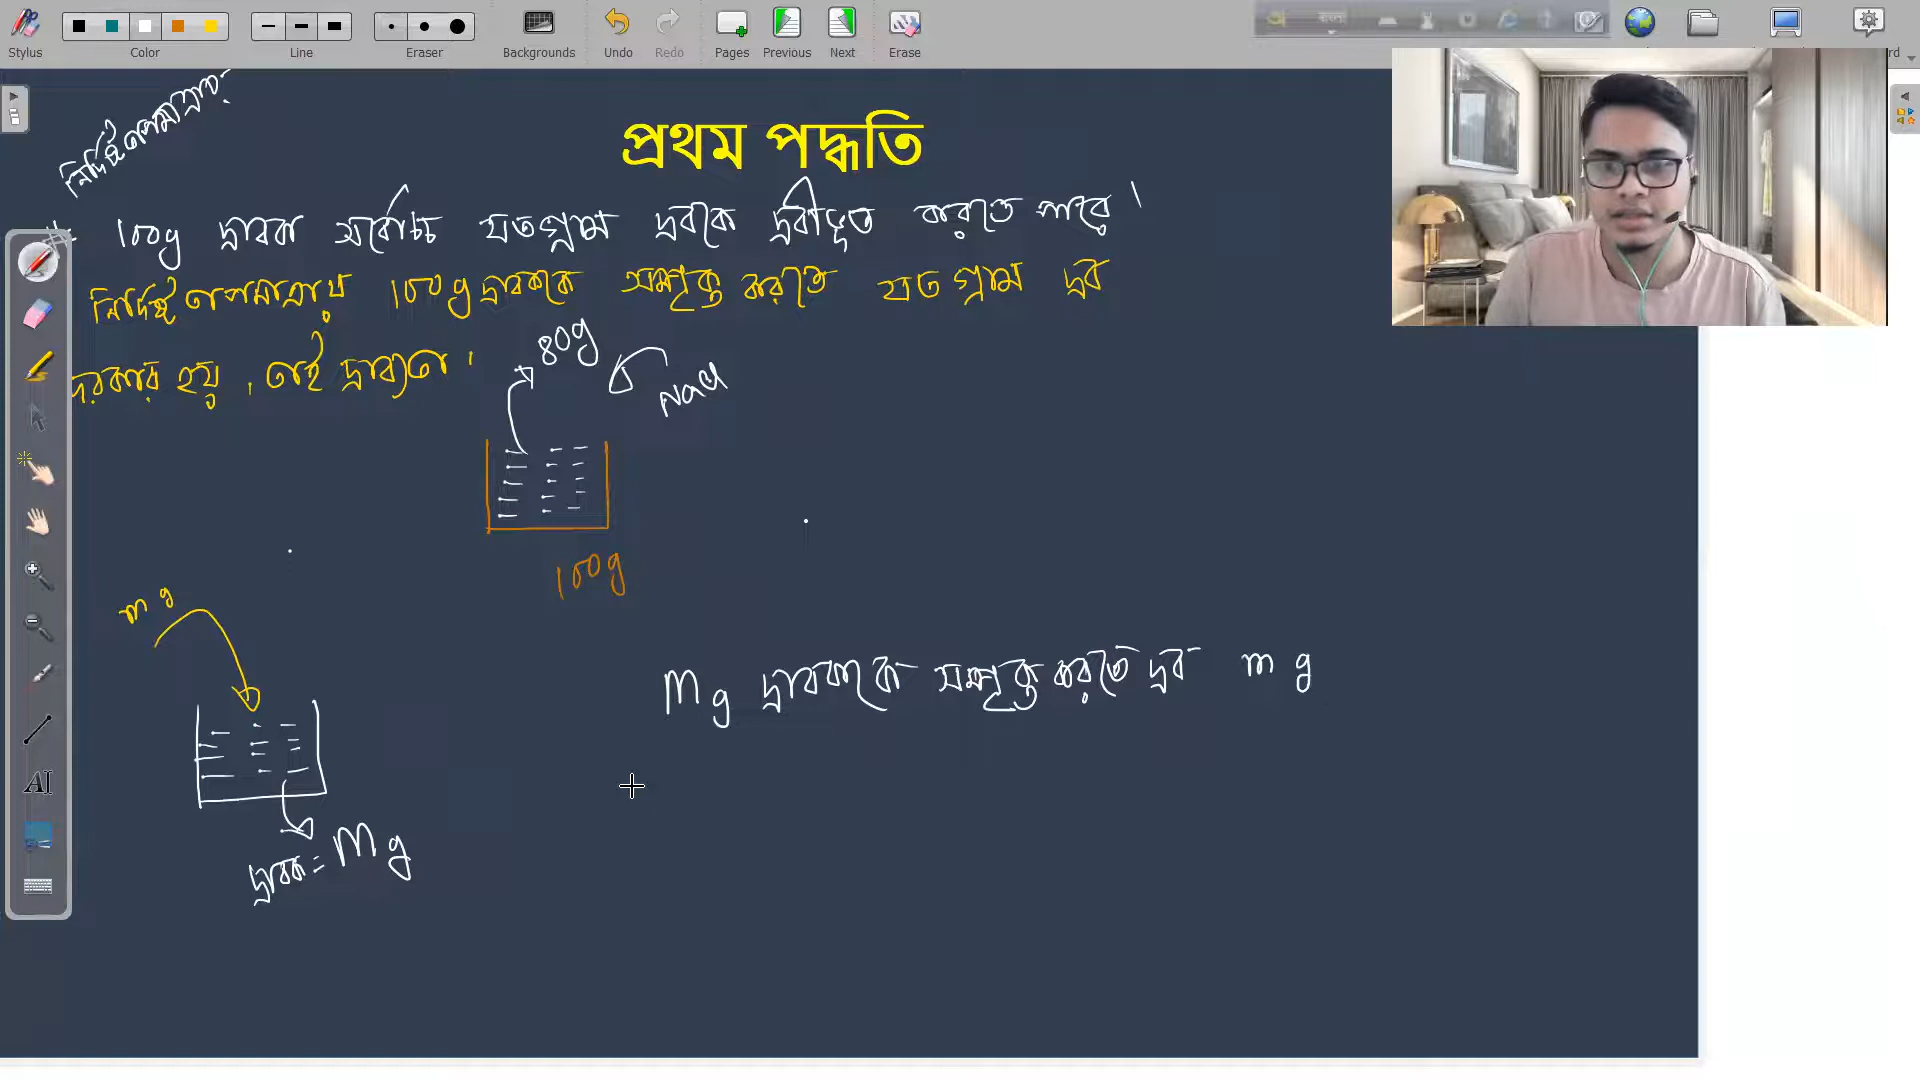 Stylus
Color
Line
Eraser
Backgrounds
Undo
Redo
Pages
Previous
Next
Erase
নির্দিষ্ট তাপমাত্রায়
প্রথম পদ্ধতি
100g দ্রাবক সর্বোচ্চ যতগ্রাম দ্রবকে দ্রবীভূত করতে পারে।
নির্দিষ্ট তাপমাত্রায় 100g দ্রাবককে সম্পৃক্ত করতে যত গ্রাম দ্রব
দরকার হয়, তাই দ্রাব্যতা।
80g
NaCl
100g
m g
M g দ্রাবককে সম্পৃক্ত করতে দ্রব m g
দ্রাবক = M g